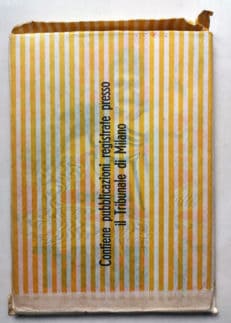 Contiene pubblicazioni registrate presso
il Tribunale di Milano